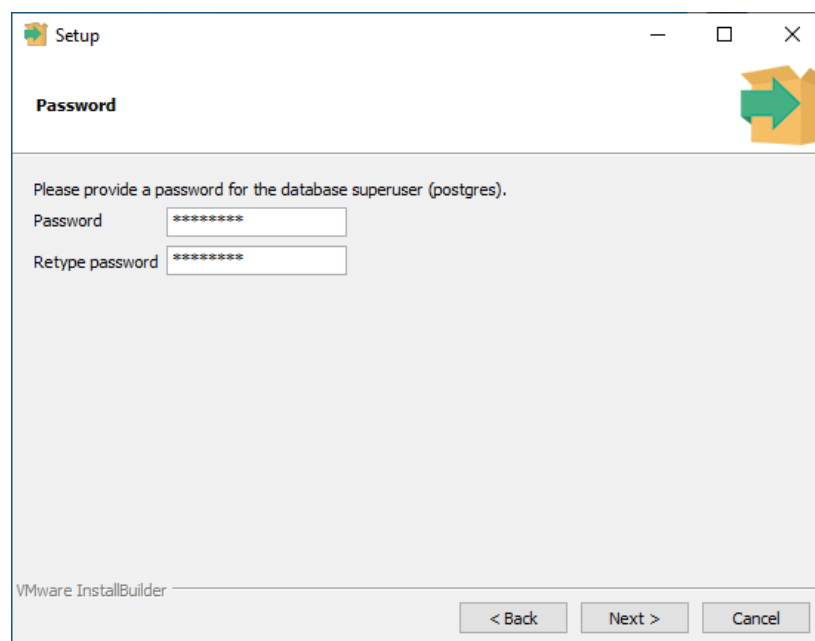 Setup
Password
Please provide a password for the database superuser (postgres).
Password ********
Retype password ********
VMware InstallBuilder
< Back Next > Cancel